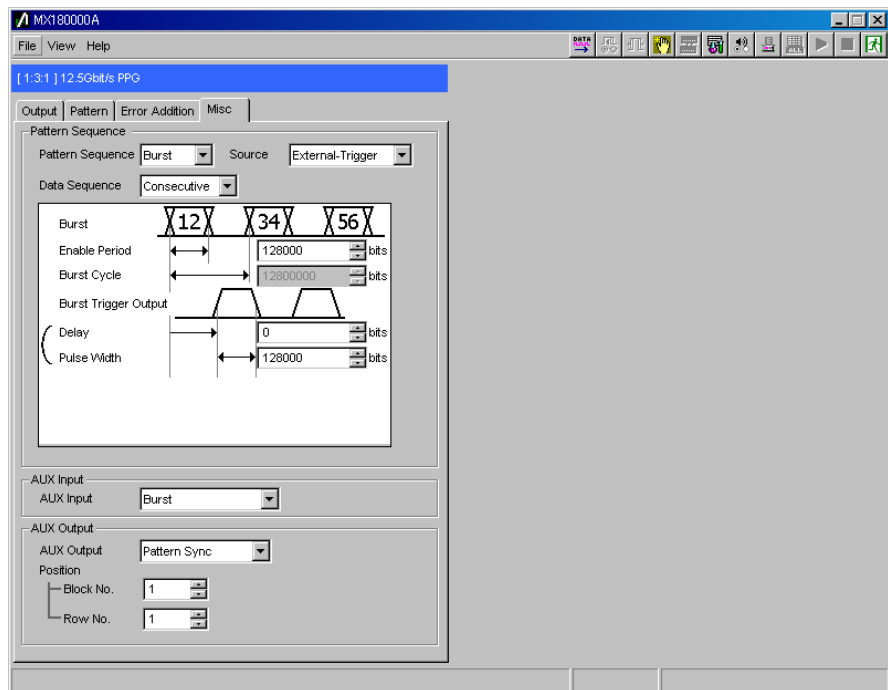 MX180000A
File View Help
DATA
ALL
[1:3:1] 12.5Gbit/s PPG
Output Pattern Error Addition Misc
Pattern Sequence
Pattern Sequence Burst Source External-Trigger
Data Sequence Consecutive
Burst 12 34 56
Enable Period 128000 bits
Burst Cycle 12800000 bits
Burst Trigger Output
Delay 0 bits
Pulse Width 128000 bits
AUX Input
AUX Input Burst
AUX Output
AUX Output Pattern Sync
Position
Block No. 1
Row No. 1